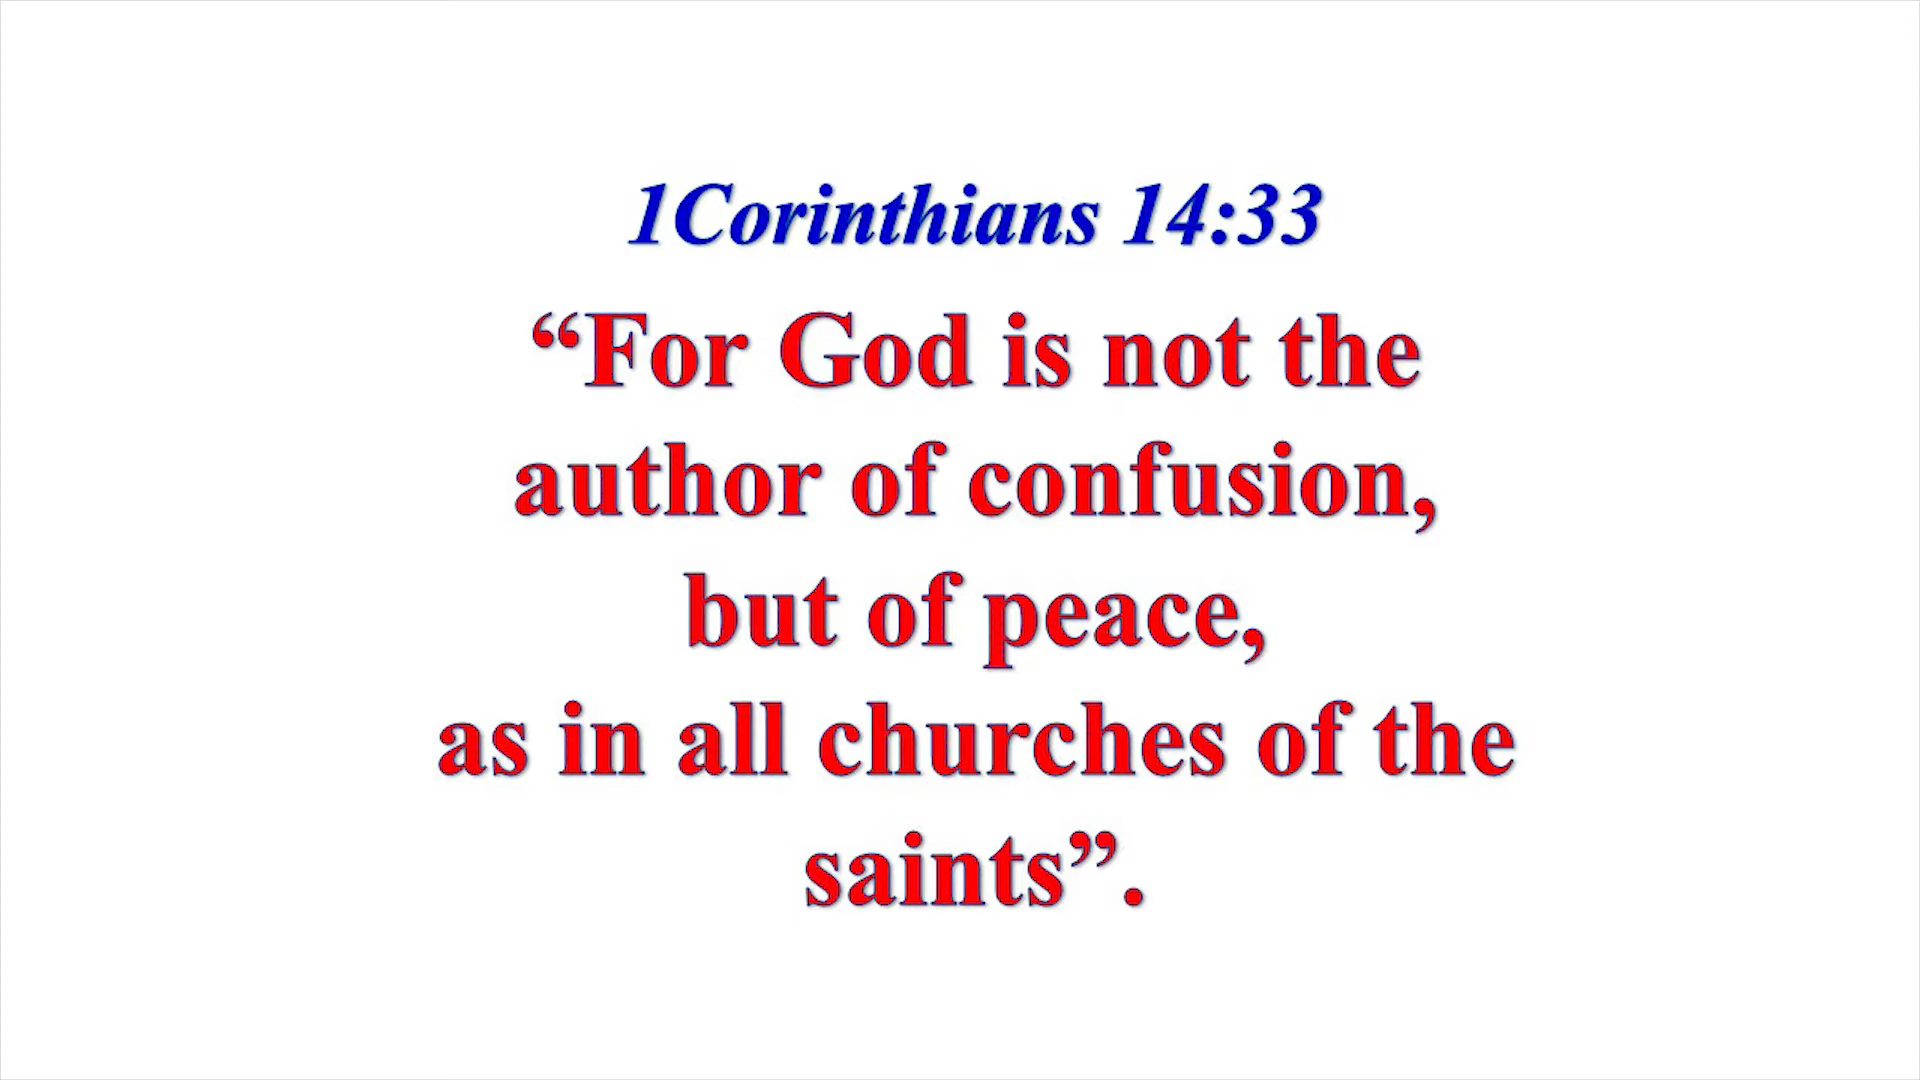 1Corinthians 14:33
“For God is not the
author of confusion,
but of peace,
as in all churches of the
saints”.